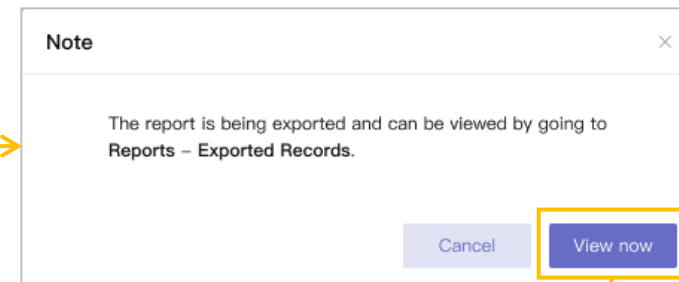 Note
The report is being exported and can be viewed by going to
Reports – Exported Records.
Cancel
View now